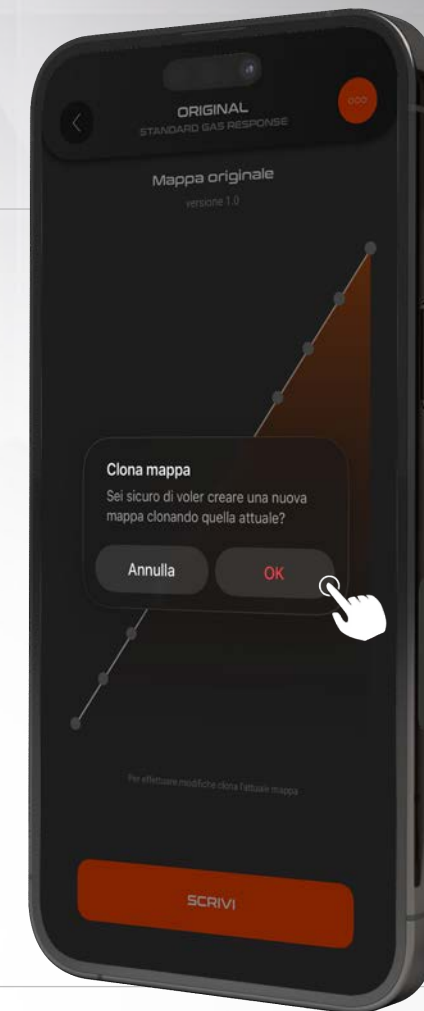 ORIGINAL
STANDARD GAS RESPONSE
Mappa originale
versione 1.0
Clona mappa
Sei sicuro di voler creare una nuova
mappa clonando quella attuale?
Annulla
OK
Per effettuare modifiche clona l'attuale mappa
SCRIVI